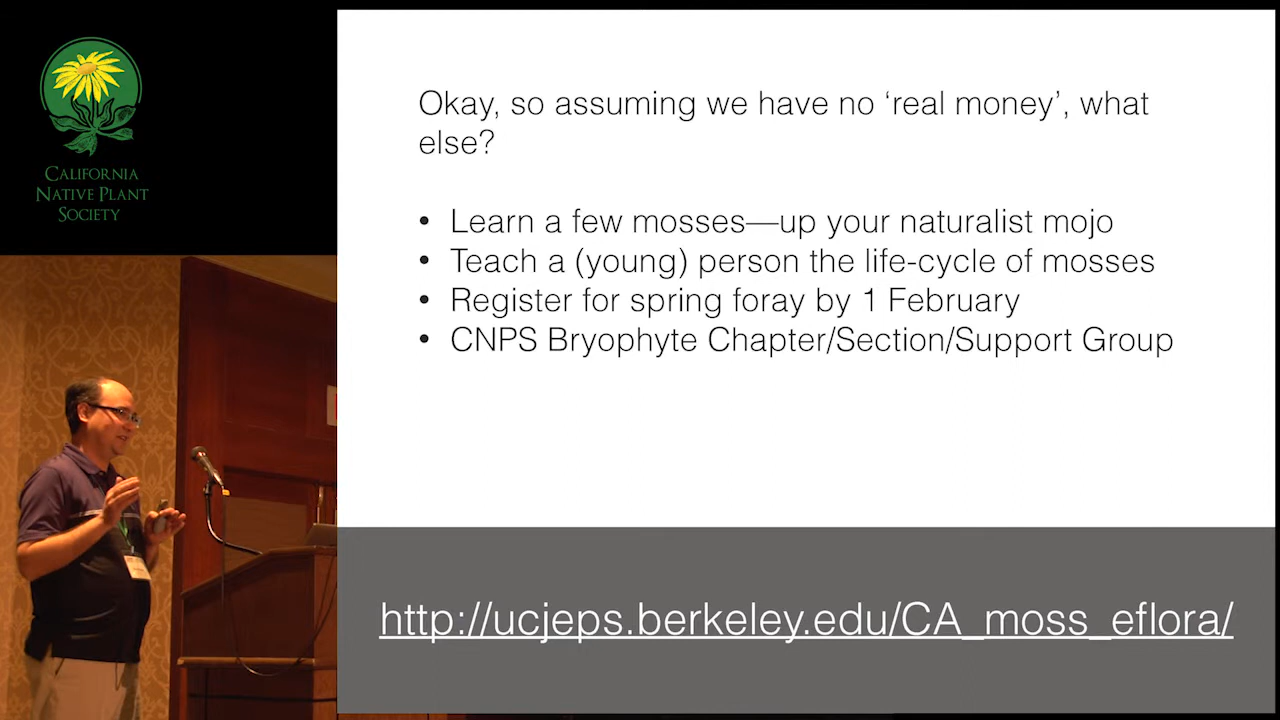 CALIFORNIA
NATIVE PLANT
SOCIETY
Okay, so assuming we have no ‘real money’, what
else?
• Learn a few mosses—up your naturalist mojo
• Teach a (young) person the life-cycle of mosses
• Register for spring foray by 1 February
• CNPS Bryophyte Chapter/Section/Support Group
http://ucjeps.berkeley.edu/CA_moss_eflora/